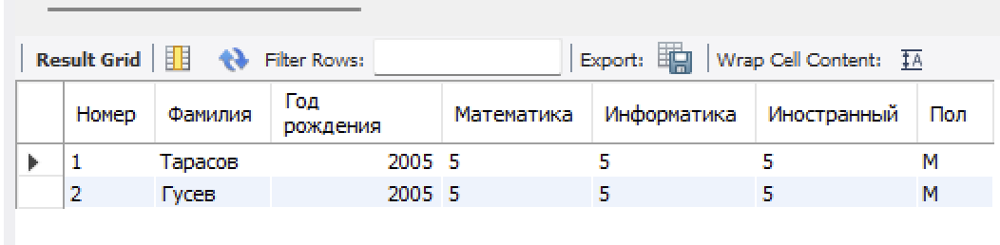 Result Grid Filter Rows: Export: Wrap Cell Content: IA
Номер Фамилия Год рождения Математика Информатика Иностранный Пол
1 Тарасов 2005 5 5 5 М
2 Гусев 2005 5 5 5 М